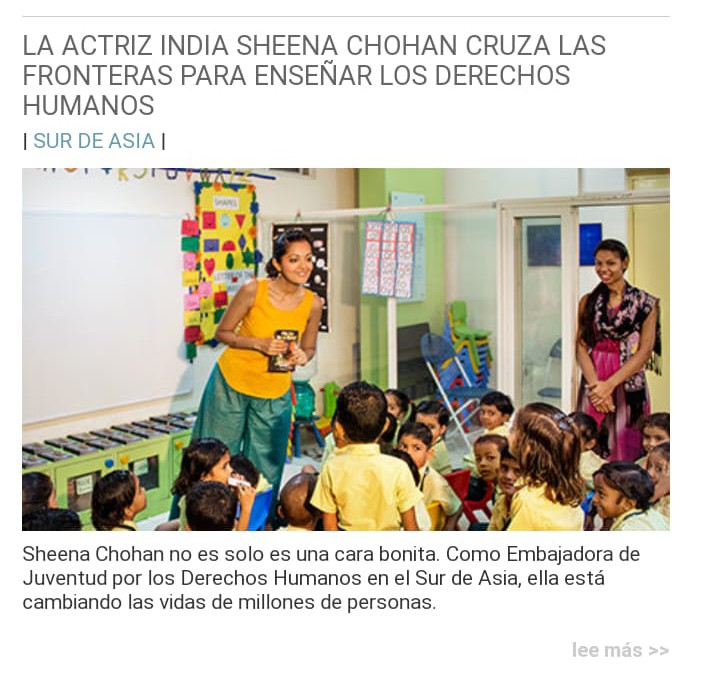 LA ACTRIZ INDIA SHEENA CHOHAN CRUZA LAS
FRONTERAS PARA ENSEÑAR LOS DERECHOS
HUMANOS
| SUR DE ASIA |
SHAPES
Sheena Chohan no es solo es una cara bonita. Como Embajadora de
Juventud por los Derechos Humanos en el Sur de Asia, ella está
cambiando las vidas de millones de personas.
lee más >>